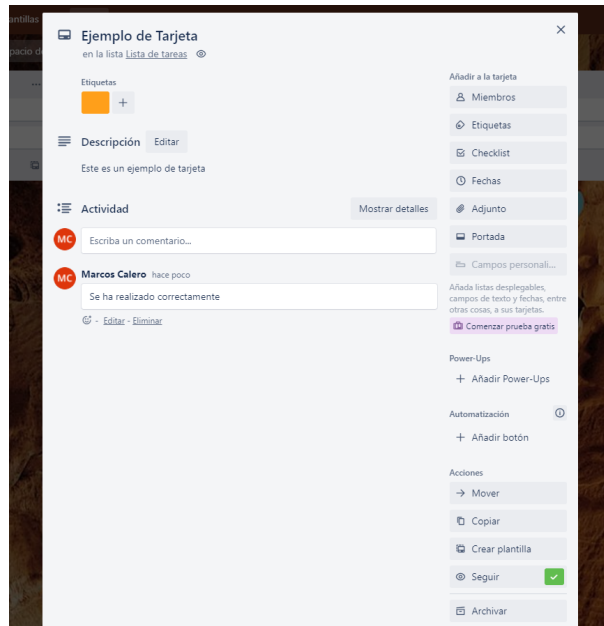 antillas
pacio de
Ejemplo de Tarjeta
en la lista Lista de tareas
Etiquetas
+
Descripción
Editar
Este es un ejemplo de tarjeta
Actividad
Mostrar detalles
MC
Escriba un comentario...
MC
Marcos Calero hace poco
Se ha realizado correctamente
- Editar - Eliminar
Añadir a la tarjeta
Miembros
Etiquetas
Checklist
Fechas
Adjunto
Portada
Campos personali...
Añada listas desplegables,
campos de texto y fechas, entre
otras cosas, a sus tarjetas.
Comenzar prueba gratis
Power-Ups
+ Añadir Power-Ups
Automatización
+ Añadir botón
Acciones
Mover
Copiar
Crear plantilla
Seguir
Archivar